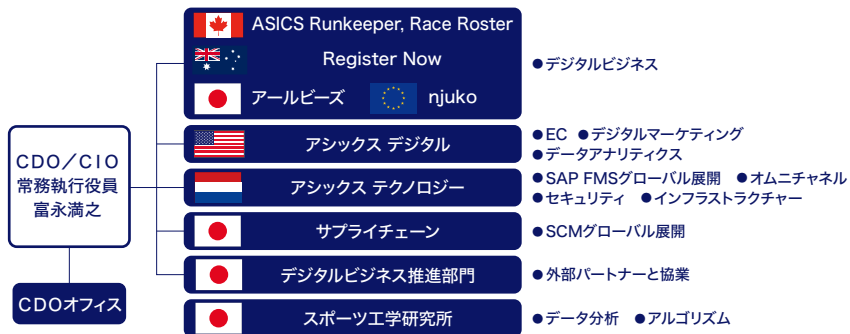 CDO／CIO
常務執行役員
富永満之
CDOオフィス
ASICS Runkeeper, Race Roster
Register Now
アールビーズ njuko
●デジタルビジネス
アシックス デジタル
●EC ●デジタルマーケティング
●データアナリティクス
アシックス テクノロジー
●SAP FMSグローバル展開 ●オムニチャネル
●セキュリティ ●インフラストラクチャー
サプライチェーン
●SCMグローバル展開
デジタルビジネス推進部門
●外部パートナーと協業
スポーツ工学研究所
●データ分析 ●アルゴリズム